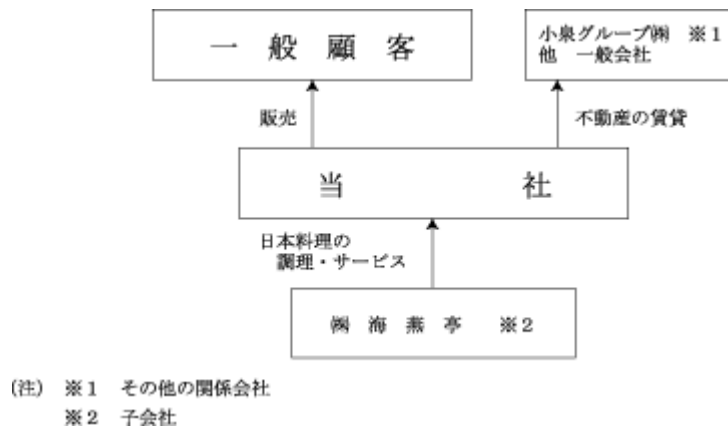 一般顧客
小泉グループ㈱ ※1
他 一般会社
販売
不動産の賃貸
当社
日本料理の
調理・サービス
㈱海燕亭 ※2
(注) ※1 その他の関係会社
※2 子会社